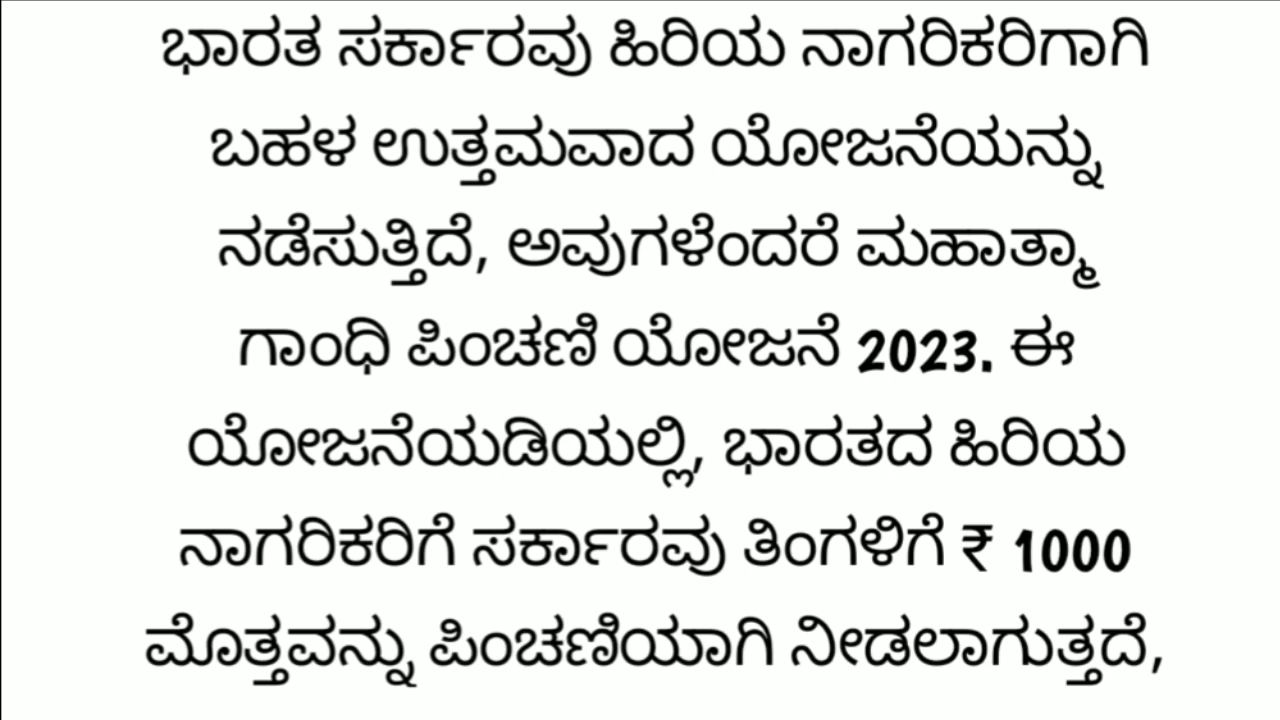 ಭಾರತ ಸರ್ಕಾರವು ಹಿರಿಯ ನಾಗರಿಕರಿಗಾಗಿ
ಬಹಳ ಉತ್ತಮವಾದ ಯೋಜನೆಯನ್ನು
ನಡೆಸುತ್ತಿದೆ, ಅವುಗಳೆಂದರೆ ಮಹಾತ್ಮಾ
ಗಾಂಧಿ ಪಿಂಚಣಿ ಯೋಜನೆ 2023. ಈ
ಯೋಜನೆಯಡಿಯಲ್ಲಿ, ಭಾರತದ ಹಿರಿಯ
ನಾಗರಿಕರಿಗೆ ಸರ್ಕಾರವು ತಿಂಗಳಿಗೆ ₹ 1000
ಮೊತ್ತವನ್ನು ಪಿಂಚಣಿಯಾಗಿ ನೀಡಲಾಗುತ್ತದೆ,